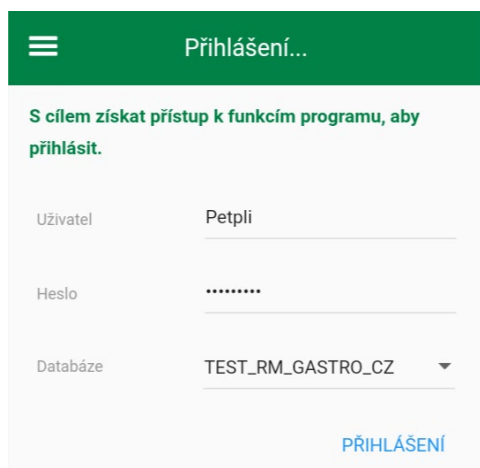 Přihlášení...
S cílem získat přístup k funkcím programu, aby
přihlásit.
Uživatel Petpli
Heslo •••••••••
Databáze TEST_RM_GASTRO_CZ
PŘIHLÁŠENÍ